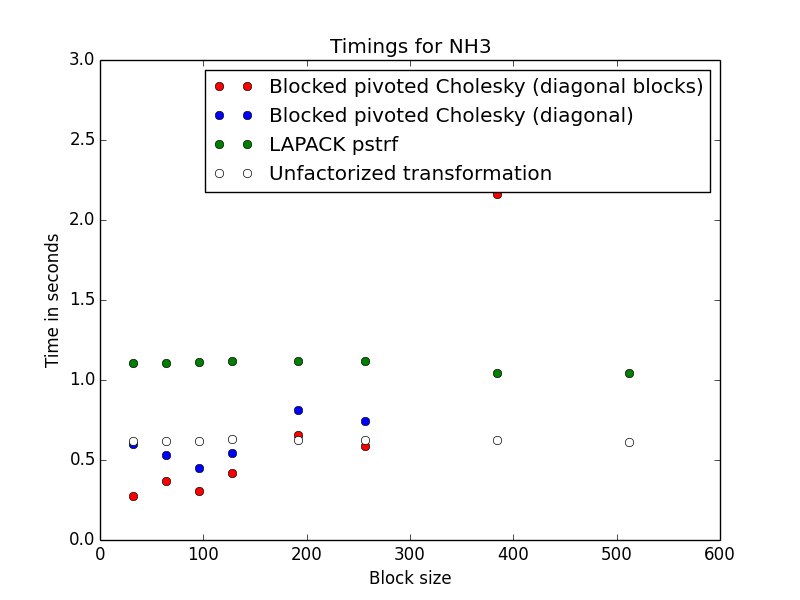 Timings for NH3
3.0
2.5
2.0
1.5
1.0
0.5
0.0
Time in seconds
Blocked pivoted Cholesky (diagonal blocks)
Blocked pivoted Cholesky (diagonal)
LAPACK pstrf
Unfactorized transformation
0 100 200 300 400 500 600
Block size